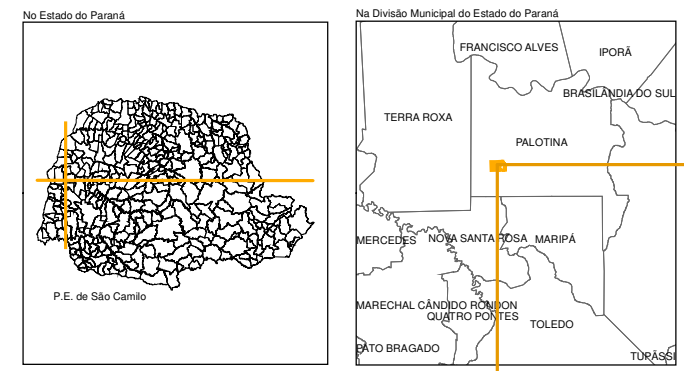 No Estado do Paraná
P.E. de São Camilo
Na Divisão Municipal do Estado do Paraná
FRANCISCO ALVES
IPORÃ
BRASILÂNDIA DO SUL
TERRA ROXA
PALOTINA
MERCEDES
NOVA SANTA ROSA
MARIPÁ
MARECHAL CÂNDIDO RONDON
QUATRO PONTES
TOLEDO
PATO BRAGADO
TUPÃSSI